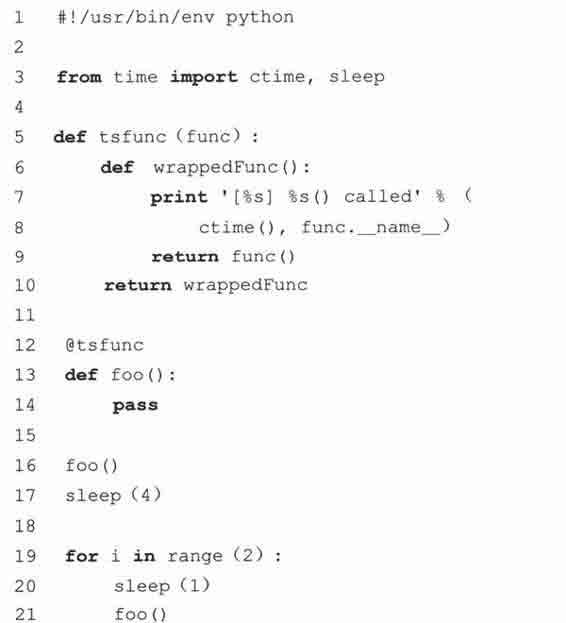 1 #!/usr/bin/env python
2
3 from time import ctime, sleep
4
5 def tsfunc (func) :
6     def wrappedFunc():
7         print '[%s] %s() called' % (
8             ctime(), func.__name__)
9         return func()
10     return wrappedFunc
11
12 @tsfunc
13 def foo():
14     pass
15
16 foo()
17 sleep (4)
18
19 for i in range (2) :
20     sleep (1)
21     foo()